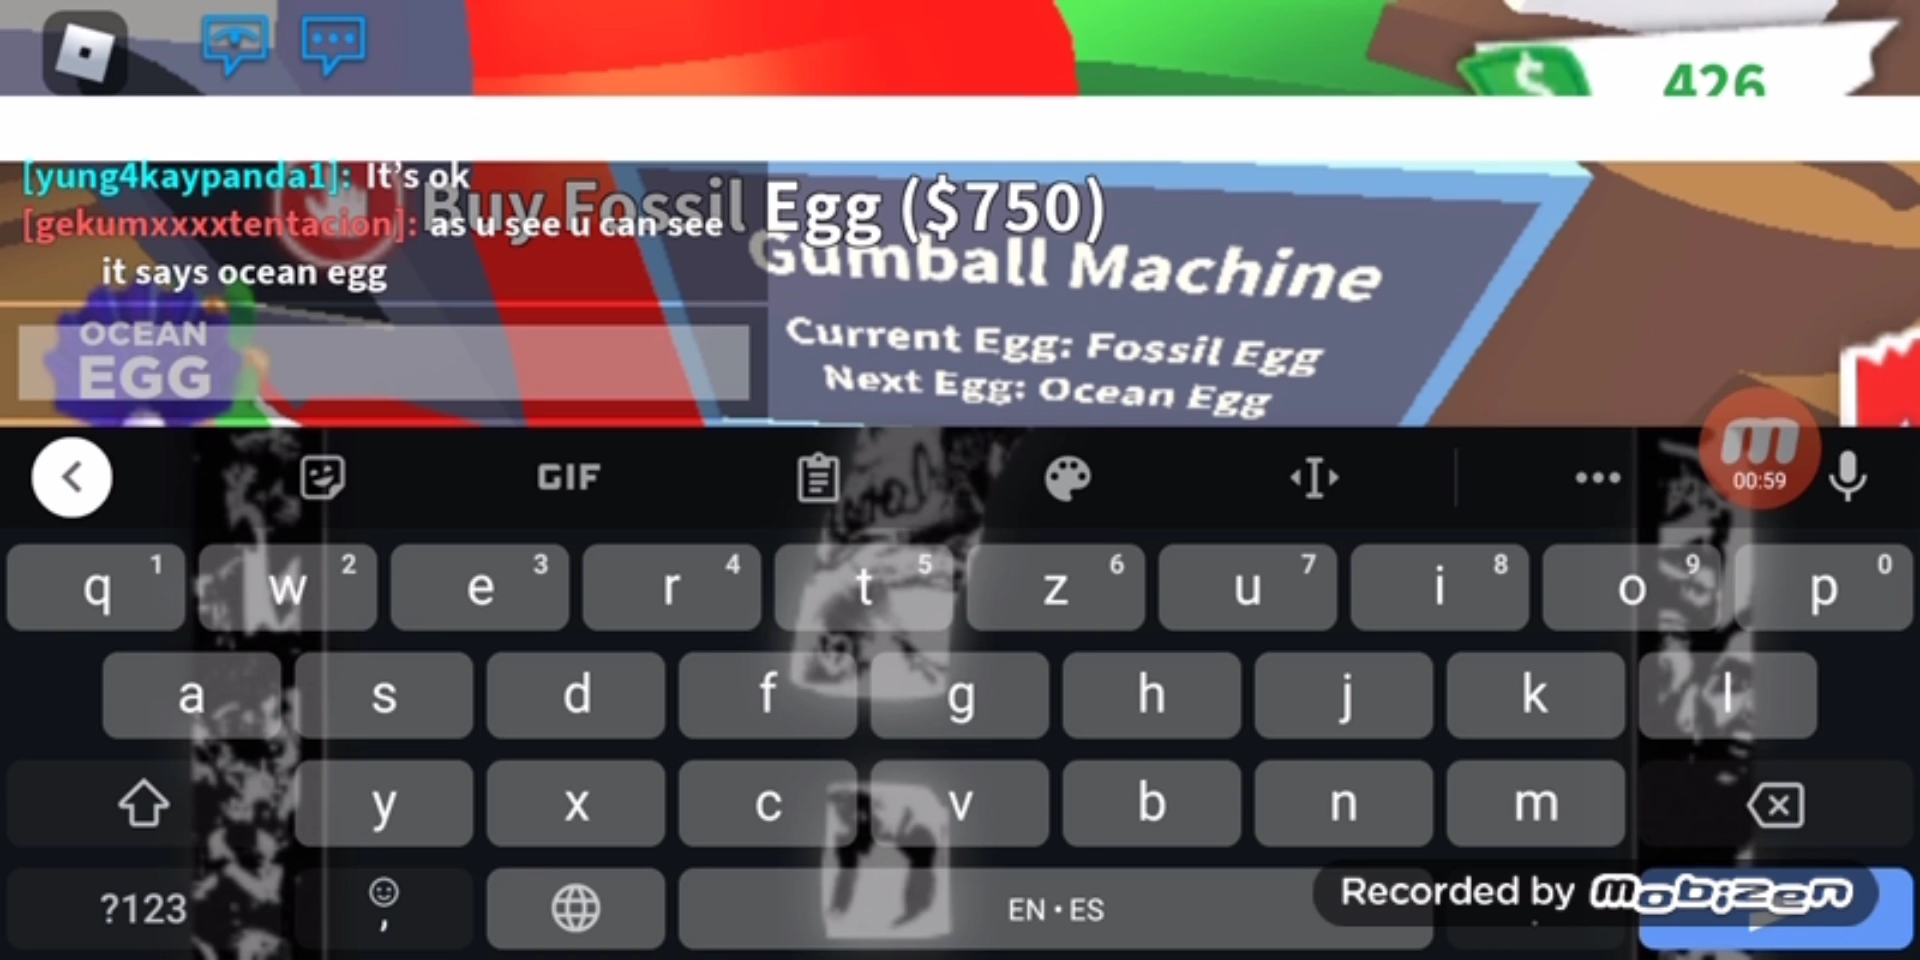 426
[yung4kaypanda1]: It's ok
[gekumxxxxtentacion]: as u see u can see
it says ocean egg
Buy Fossil Egg ($750)
Gumball Machine
Current Egg: Fossil Egg
Next Egg: Ocean Egg
OCEAN
EGG
GIF
00:59
q 1 w 2 e 3 r 4 t 5 z 6 u 7 i 8 o 9 p 0
a s d f g h j k l
y x c v b n m
?123 , EN • ES .
Recorded by mobizen